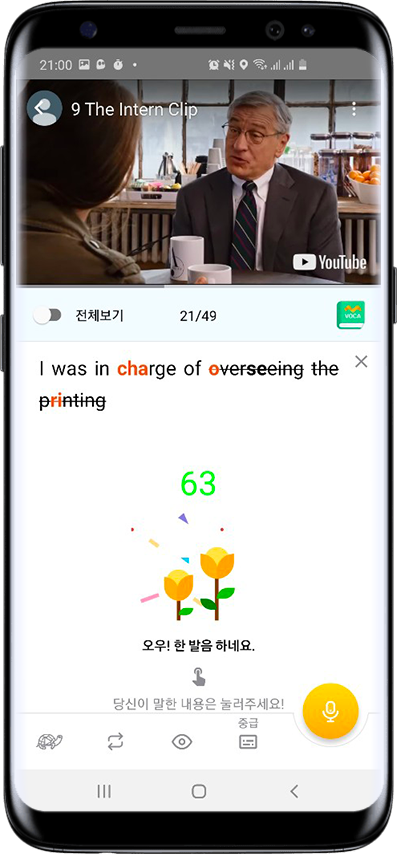 21:00
9 The Intern Clip
YouTube
전체보기
21/49
VOCA
I was in charge of overseeing the
printing
63
오우! 한 발음 하네요.
당신이 말한 내용은 눌러주세요!
중급